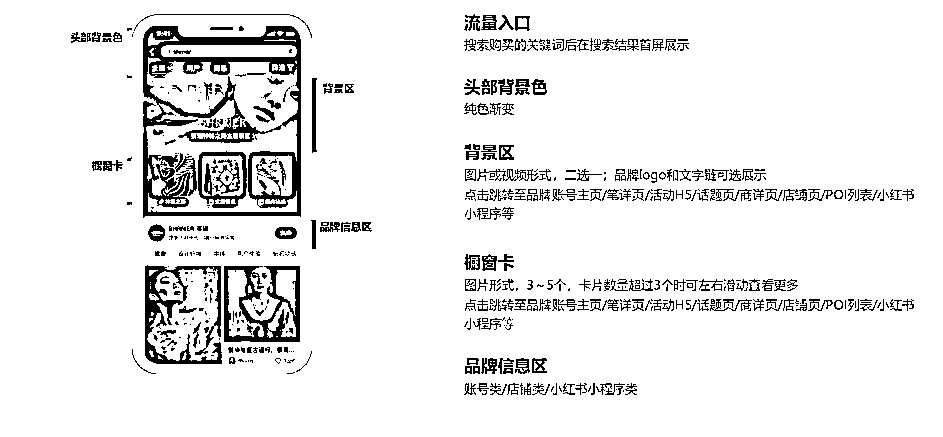 头部背景色
背景区
橱窗卡
品牌信息区
流量入口
搜索购买的关键词后在搜索结果首屏展示
头部背景色
纯色渐变
背景区
图片或视频形式，二选一；品牌logo和文字链可选展示
点击跳转至品牌账号主页/笔详页/活动H5/话题页/商详页/店铺页/POI列表/小红书
小程序等
橱窗卡
图片形式，3~5个，卡片数量超过3个时可左右滑动查看更多
点击跳转至品牌账号主页/笔详页/活动H5/话题页/商详页/店铺页/POI列表/小红书
小程序等
品牌信息区
账号类/店铺类/小红书小程序类